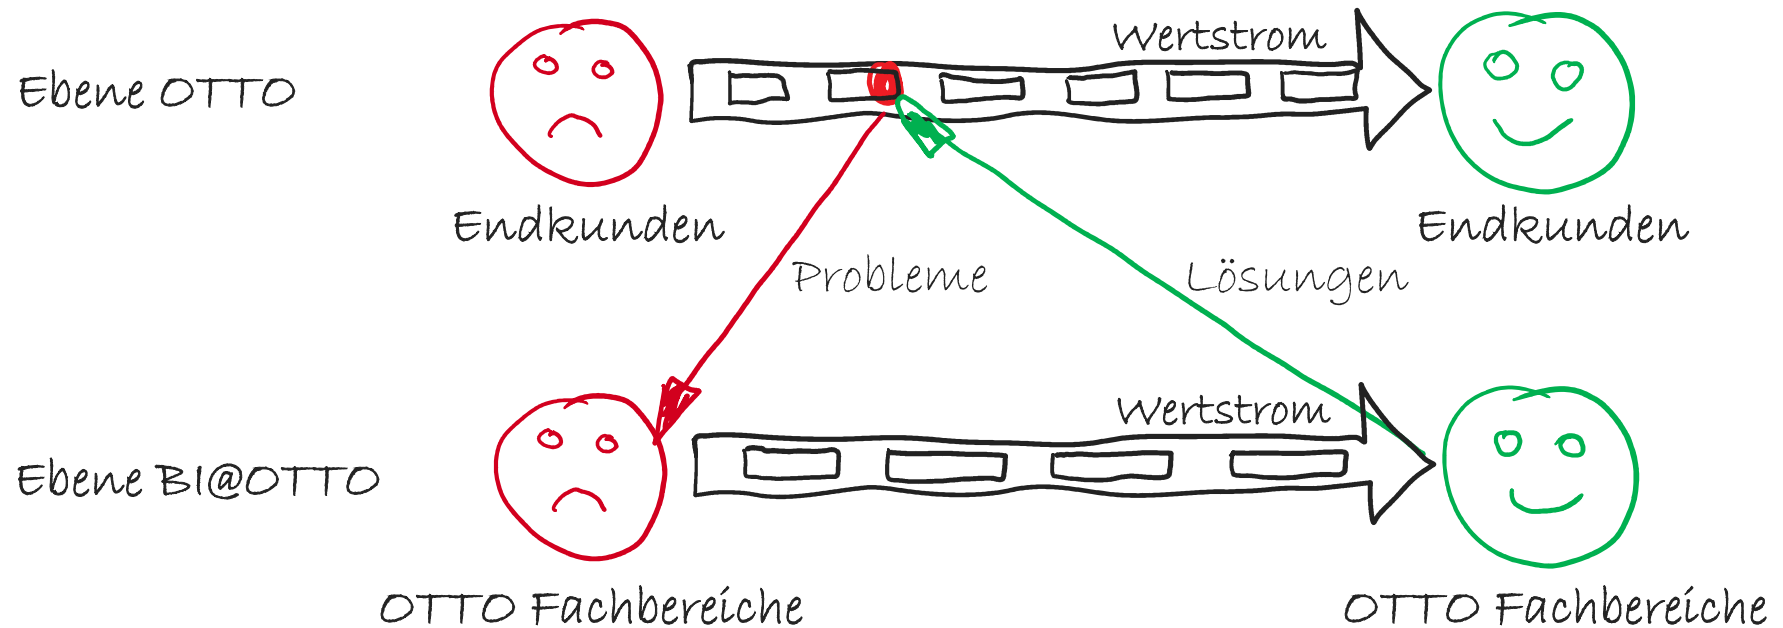 Wertstrom
Ebene OTTO
Endkunden
Endkunden
Probleme
Lösungen
Wertstrom
Ebene BI@OTTO
OTTO Fachbereiche
OTTO Fachbereiche